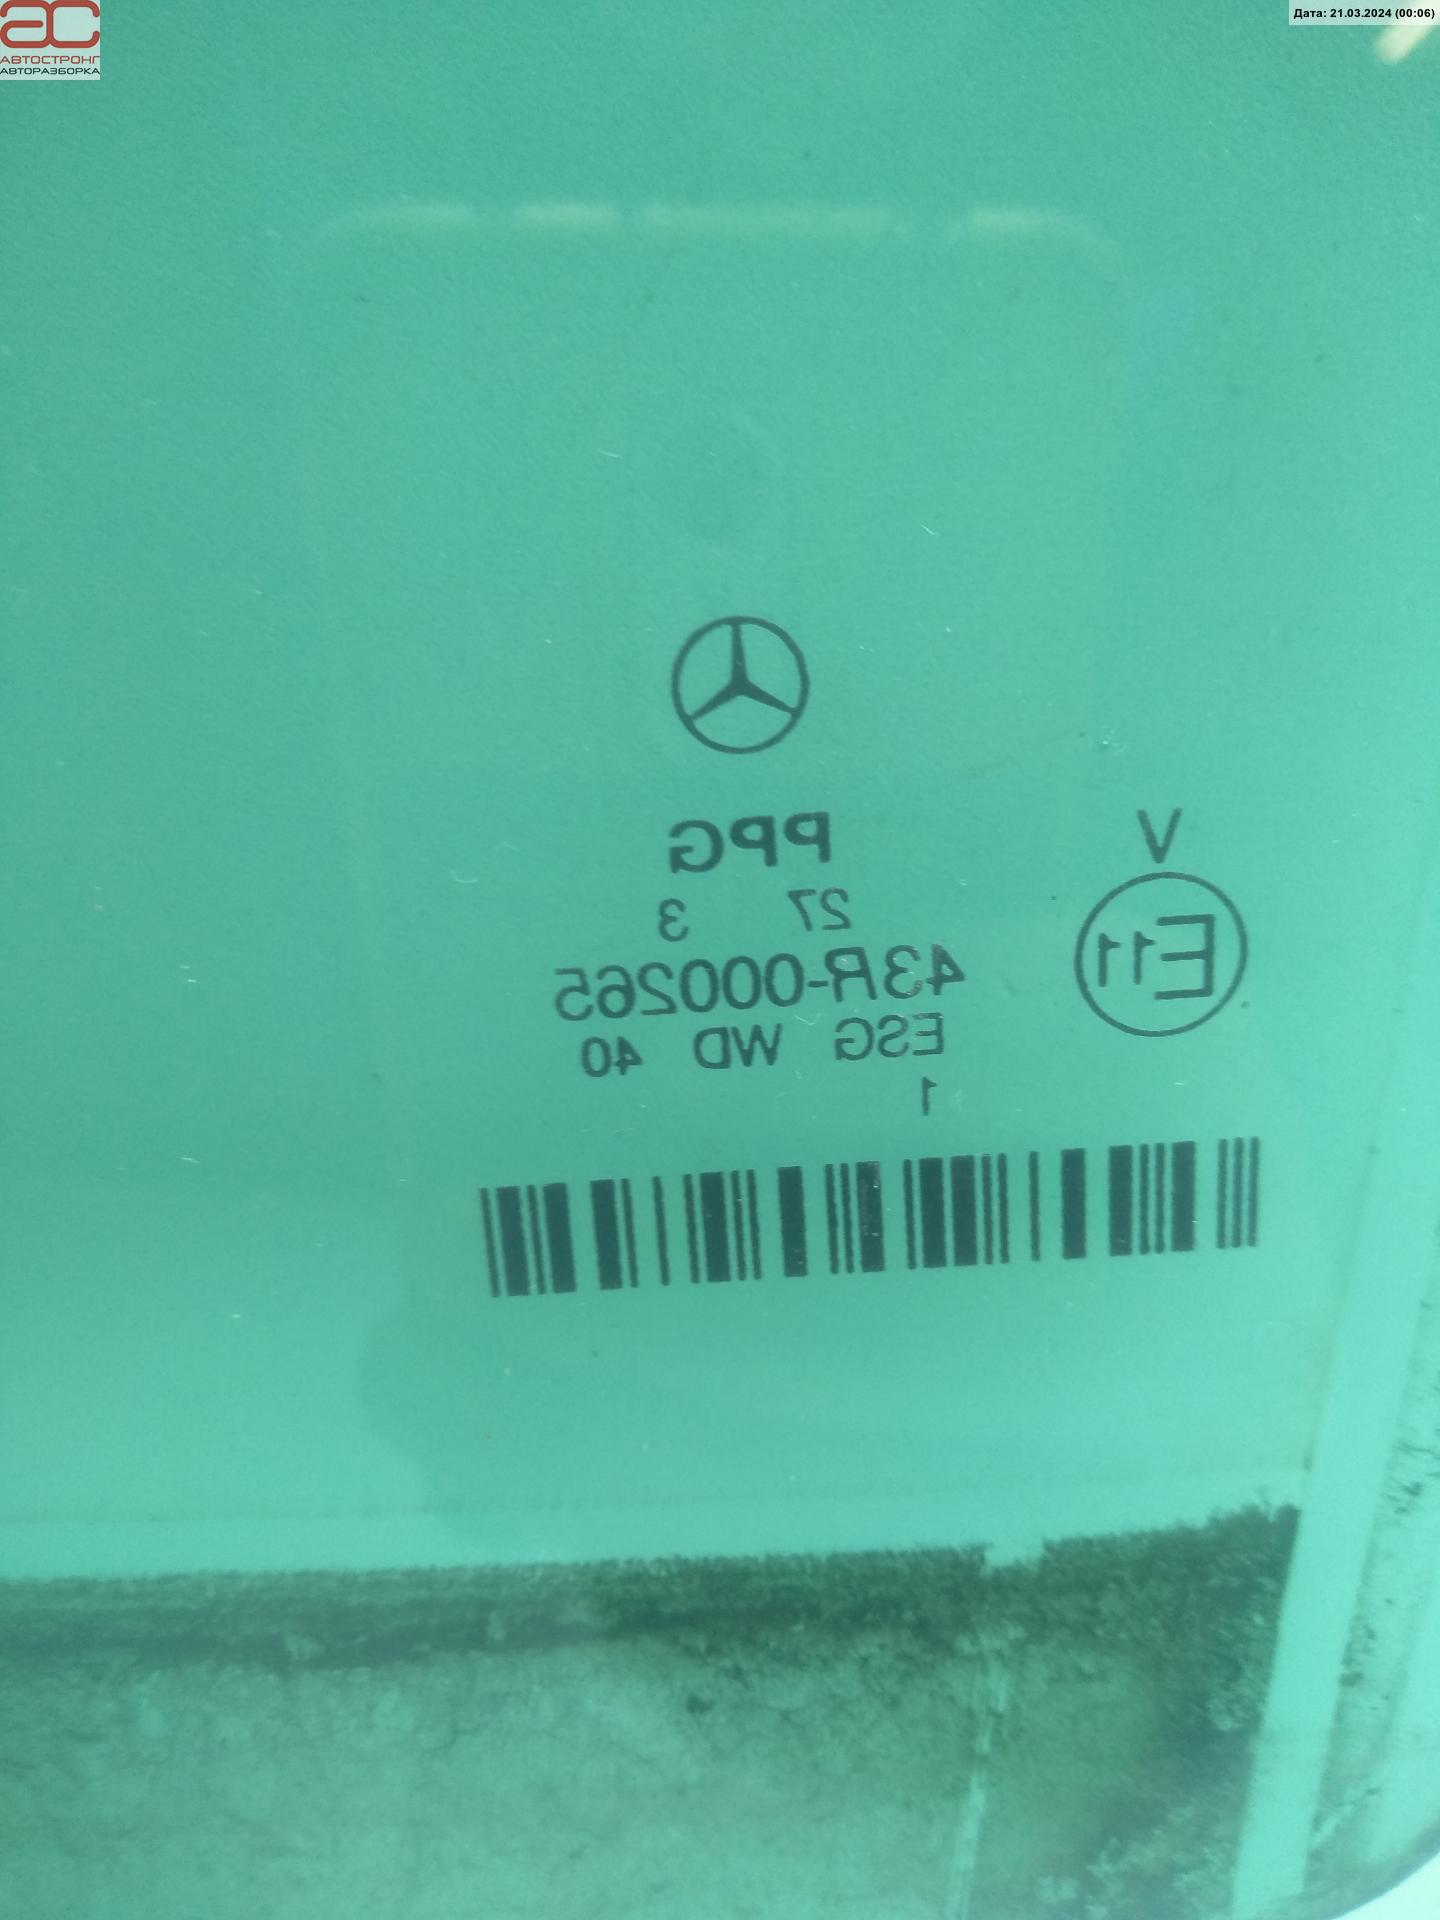 АВТОСТРОНГ
АВТОРАЗБОРКА
Дата: 21.03.2024 (00:06)
PPG
27 3
43R-000265
ESG WD 40
1
V
E11